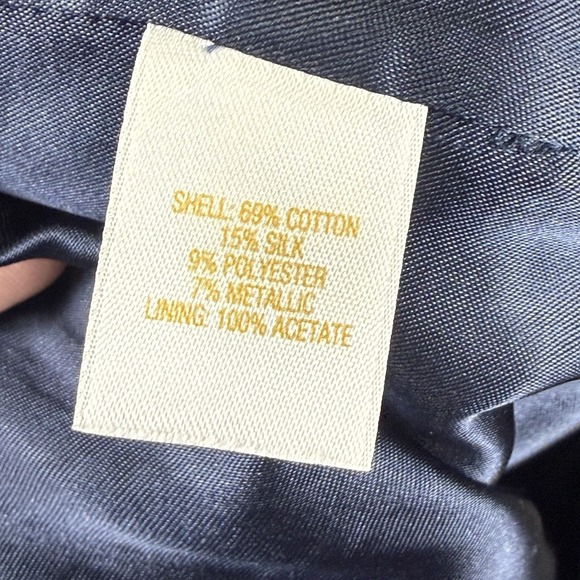 SHELL: 69% COTTON
15% SILK
9% POLYESTER
7% METALLIC
LINING: 100% ACETATE